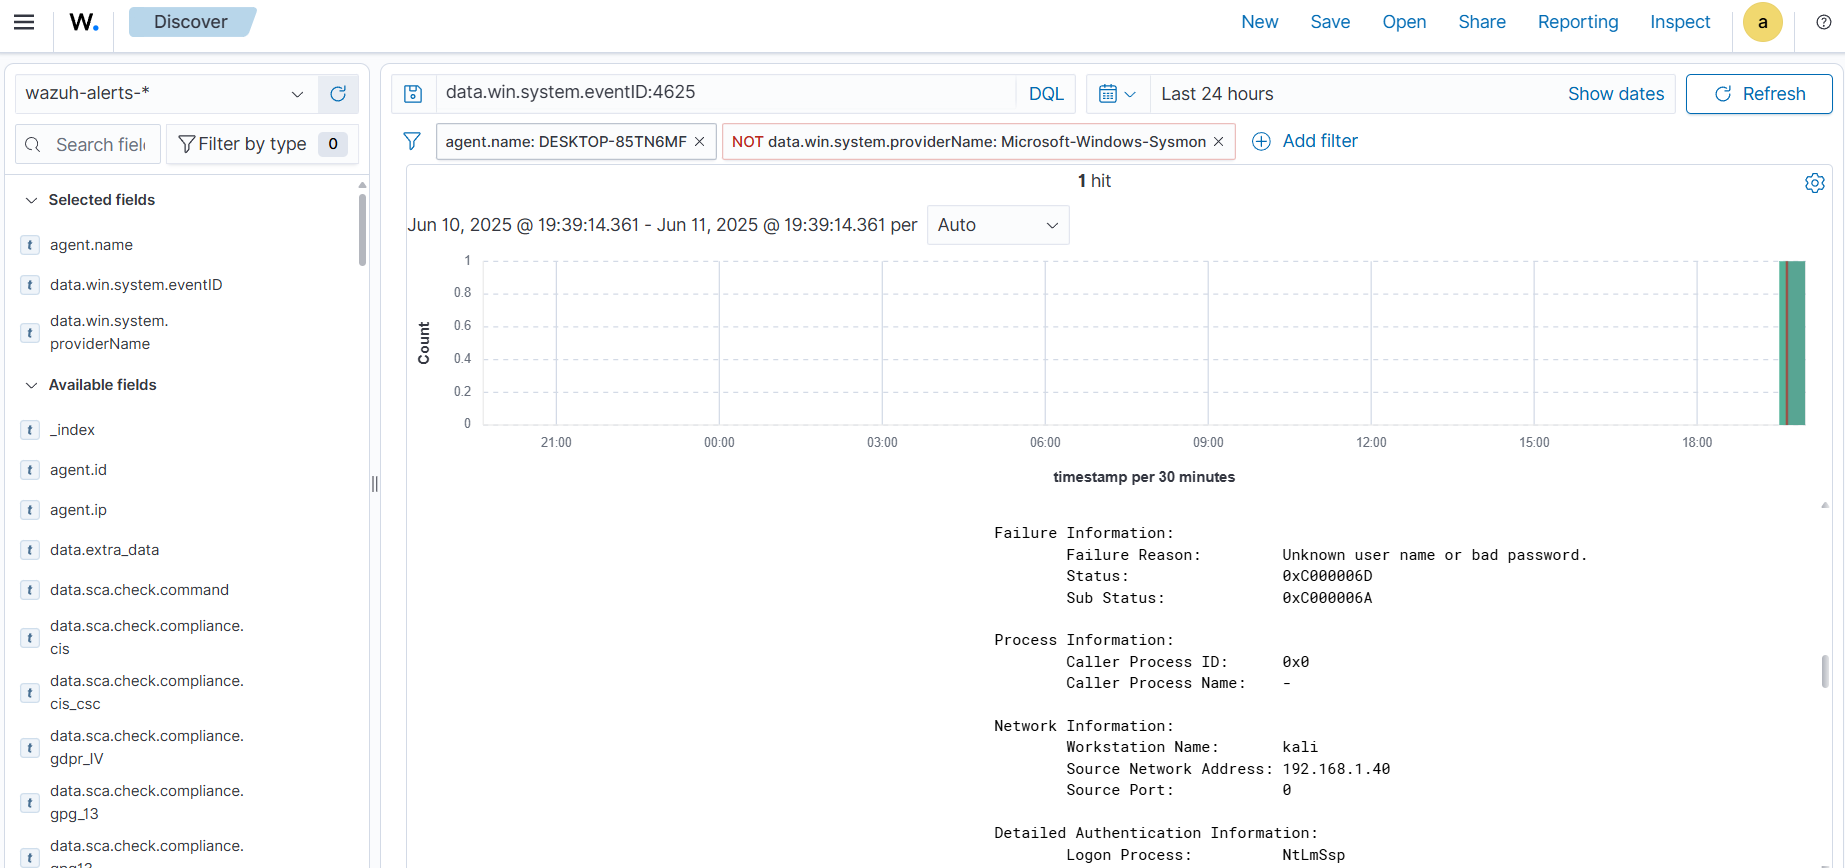 W.
Discover
New
Save
Open
Share
Reporting
Inspect
a
wazuh-alerts-*
data.win.system.eventID:4625
DQL
Last 24 hours
Show dates
Refresh
Search fiel
Filter by type 0
agent.name: DESKTOP-85TN6MF
NOT data.win.system.providerName: Microsoft-Windows-Sysmon
Add filter
Selected fields
t agent.name
t data.win.system.eventID
t data.win.system.
providerName
Available fields
t _index
t agent.id
t agent.ip
t data.extra_data
t data.sca.check.command
t data.sca.check.compliance.
cis
t data.sca.check.compliance.
cis_csc
t data.sca.check.compliance.
gdpr_IV
t data.sca.check.compliance.
gpg_13
t data.sca.check.compliance.
1 hit
Jun 10, 2025 @ 19:39:14.361 - Jun 11, 2025 @ 19:39:14.361 per
Auto
Count
1
0.8
0.6
0.4
0.2
0
21:00
00:00
03:00
06:00
09:00
12:00
15:00
18:00
timestamp per 30 minutes
Failure Information:
Failure Reason: Unknown user name or bad password.
Status: 0xC000006D
Sub Status: 0xC000006A
Process Information:
Caller Process ID: 0x0
Caller Process Name: -
Network Information:
Workstation Name: kali
Source Network Address: 192.168.1.40
Source Port: 0
Detailed Authentication Information:
Logon Process: NtLmSsp